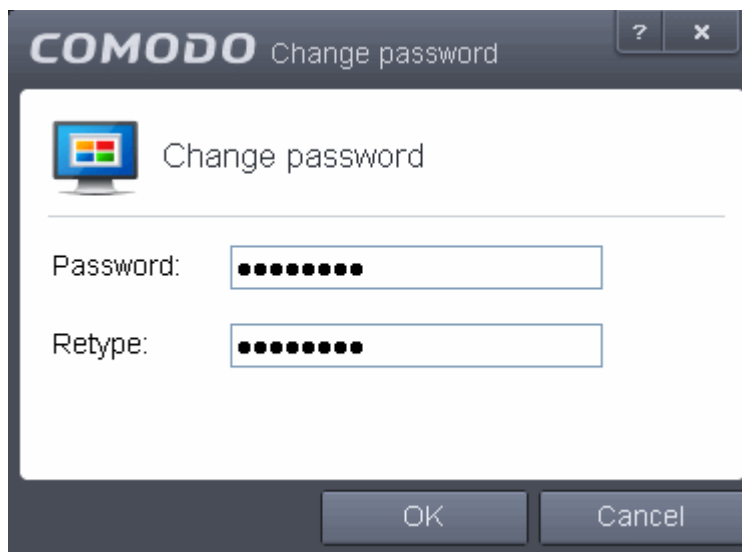 COMODO Change password ? x
Change password
Password: ●●●●●●●●
Retype: ●●●●●●●●
OK Cancel